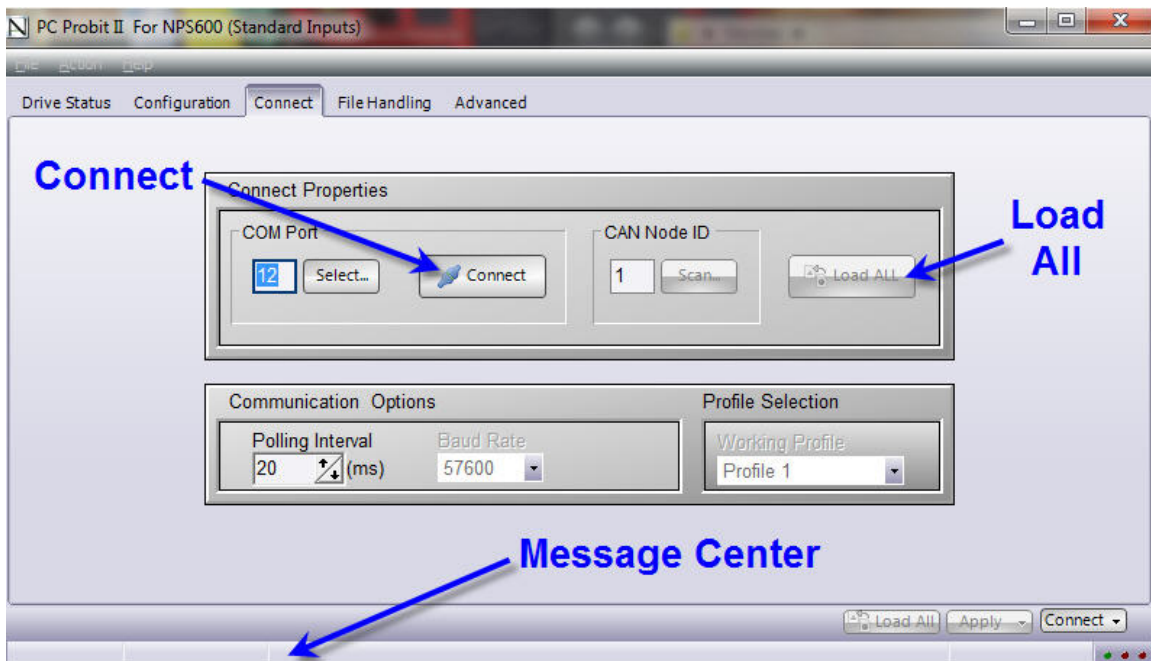 PC Probit II For NPS600 (Standard Inputs)
File Action Help
Drive Status Configuration Connect File Handling Advanced
Connect
Connect Properties
Load All
COM Port
CAN Node ID
12 Select... Connect 1 Scan... Load ALL
Communication Options
Profile Selection
Polling Interval Baud Rate
Working Profile
20 (ms) 57600
Profile 1
Message Center
Load All Apply Connect